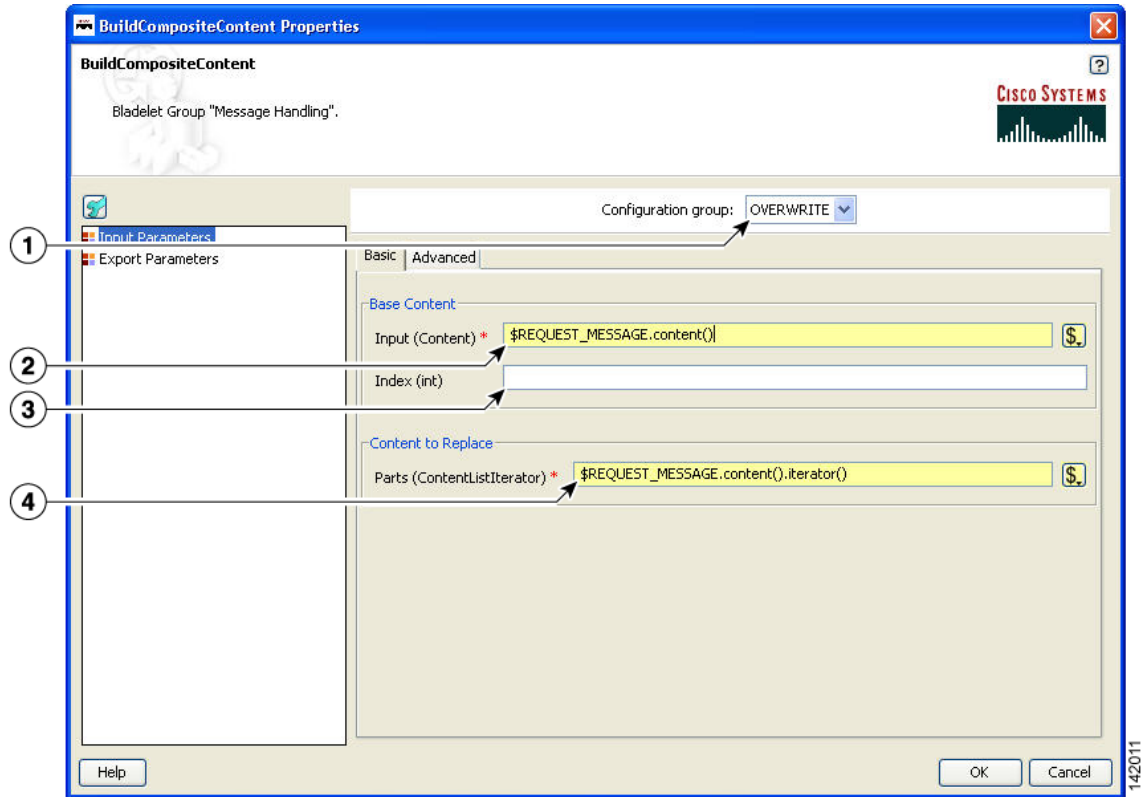 BuildCompositeContent Properties
BuildCompositeContent
?
Bladelet Group "Message Handling".
CISCO SYSTEMS
Configuration group: OVERWRITE
1
Input Parameters
Export Parameters
Basic Advanced
Base Content
Input (Content) * $REQUEST_MESSAGE.content() $
2
Index (int)
3
Content to Replace
Parts (ContentListIterator) * $REQUEST_MESSAGE.content().iterator() $
4
Help OK Cancel
142011